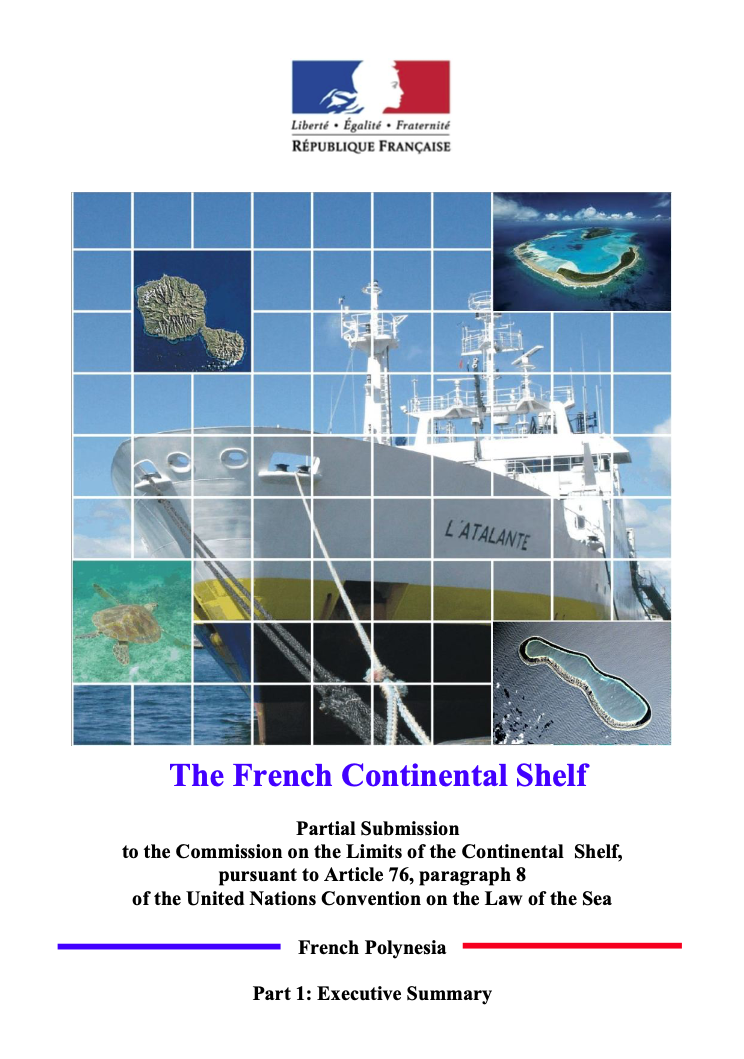 Liberté • Égalité • Fraternité
RÉPUBLIQUE FRANÇAISE
L'ATALANTE
The French Continental Shelf
Partial Submission
to the Commission on the Limits of the Continental Shelf,
pursuant to Article 76, paragraph 8
of the United Nations Convention on the Law of the Sea
French Polynesia
Part 1: Executive Summary